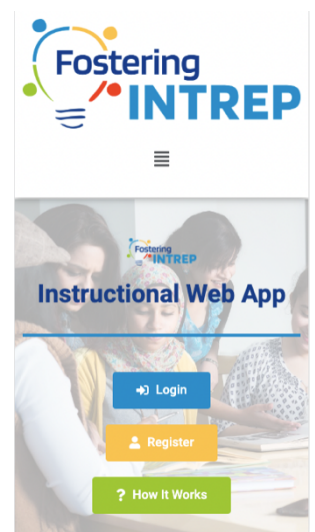 Fostering
INTREP
Fostering
INTREP
Instructional Web App
Login
Register
? How It Works